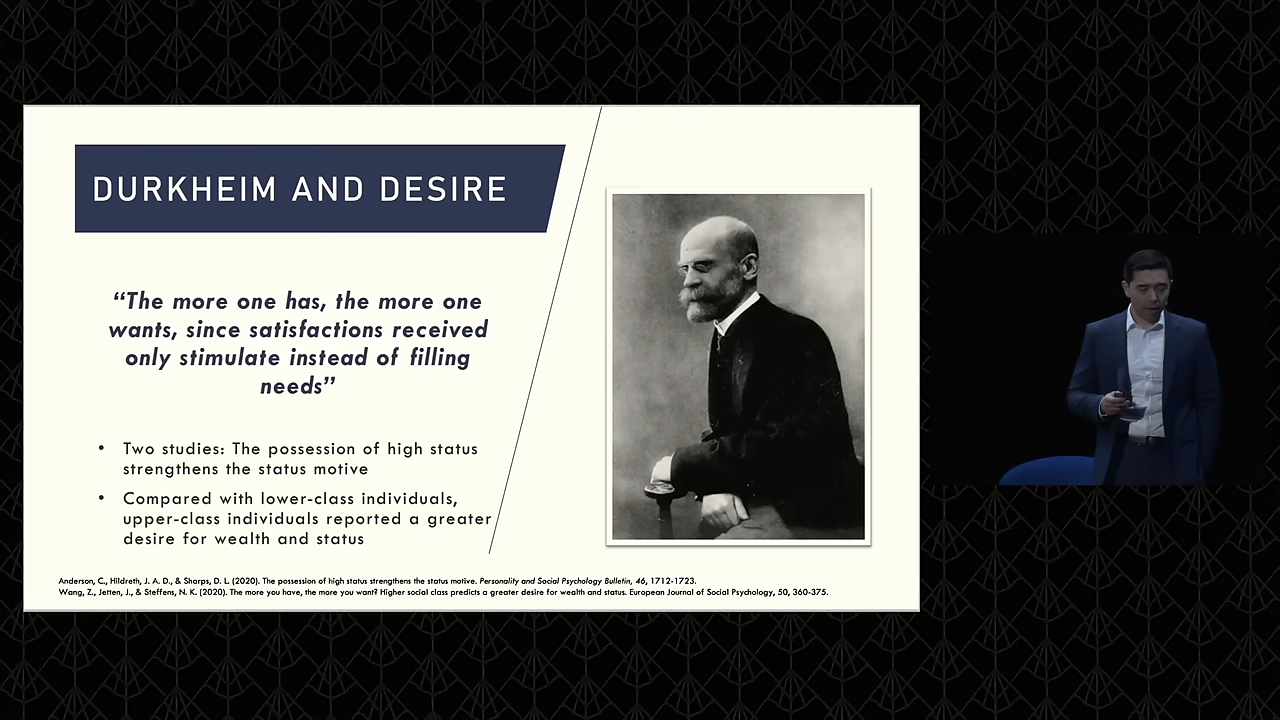 DURKHEIM AND DESIRE
“The more one has, the more one
wants, since satisfactions received
only stimulate instead of filling
needs”
• Two studies: The possession of high status
strengthens the status motive
• Compared with lower-class individuals,
upper-class individuals reported a greater
desire for wealth and status
Anderson, C., Hildreth, J. A. D., & Sharps, D. L. (2020). The possession of high status strengthens the status motive. Personality and Social Psychology Bulletin, 46, 1712-1723.
Wang, Z., Jetten, J., & Steffens, N. K. (2020). The more you have, the more you want? Higher social class predicts a greater desire for wealth and status. European Journal of Social Psychology, 50, 360-375.